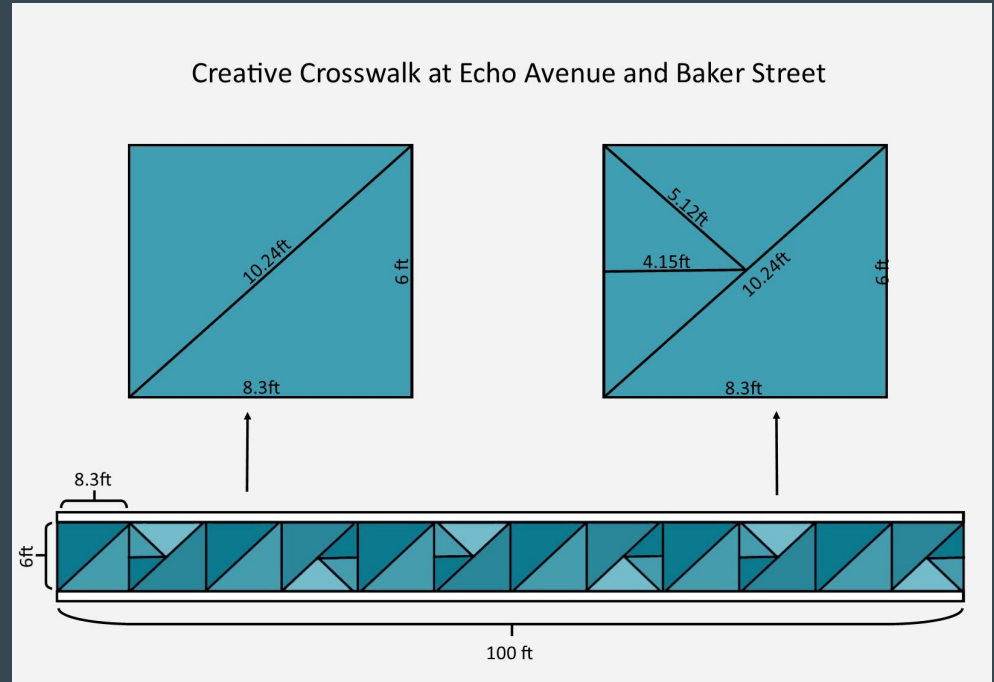 Creative Crosswalk at Echo Avenue and Baker Street
10.24ft
6 ft
8.3ft
5.12ft
4.15ft
10.24ft
6 ft
8.3ft
8.3ft
6ft
100 ft